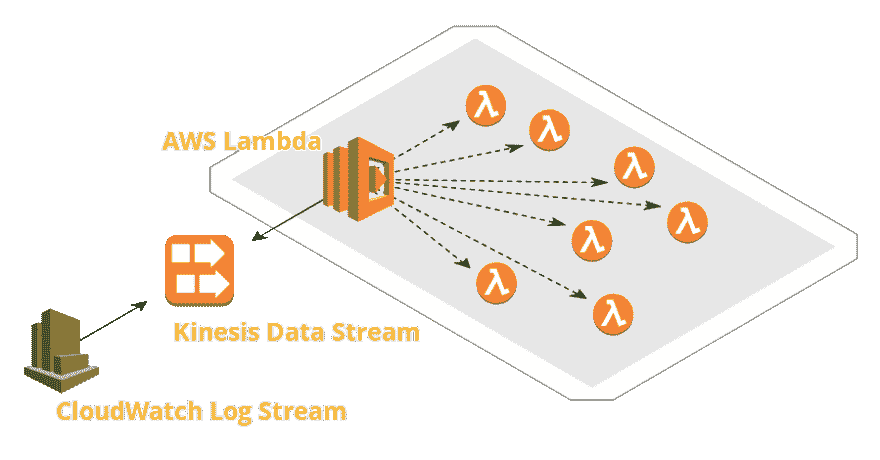 AWS Lambda
Kinesis Data Stream
CloudWatch Log Stream
λ
λ
λ
λ
λ
λ
λ